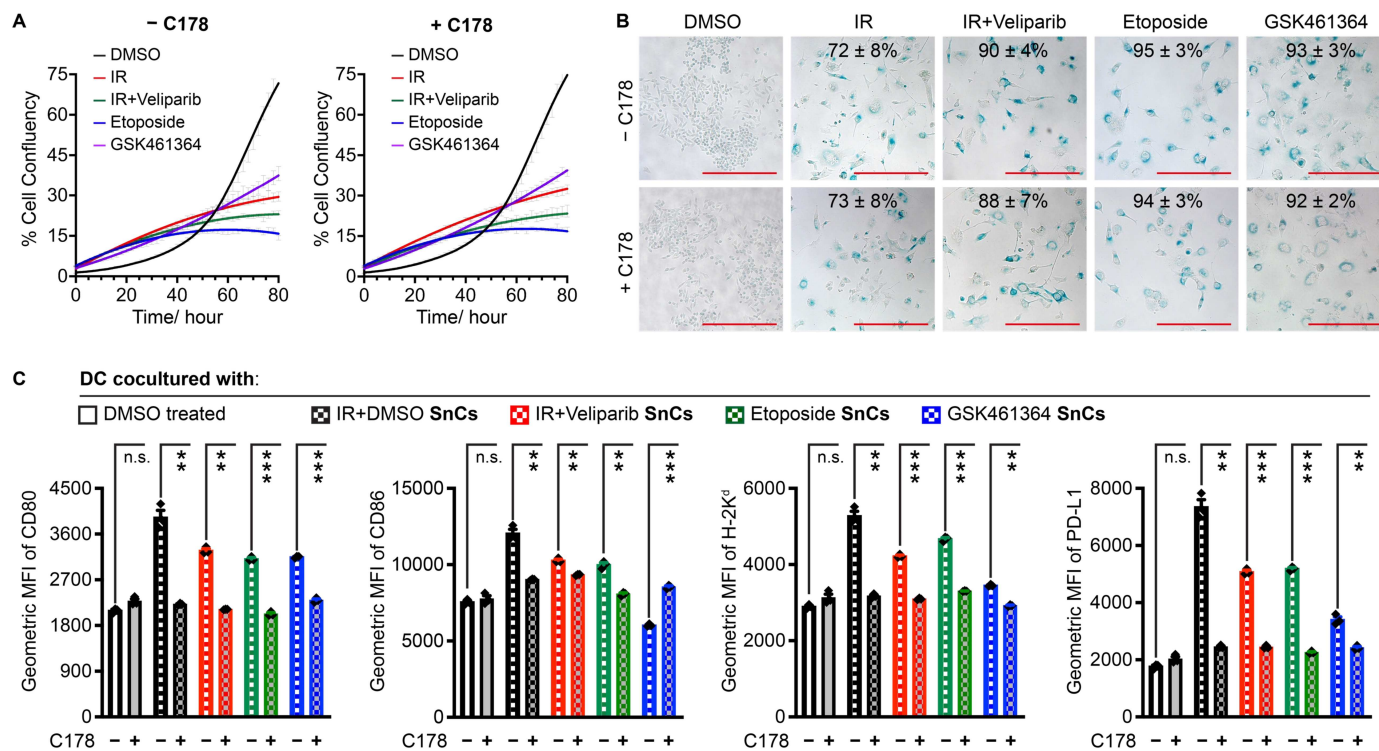 A
− C178
DMSO
IR
IR+Veliparib
Etoposide
GSK461364
% Cell Confluency
75
60
45
30
15
0
0 20 40 60 80
Time/ hour
+ C178
DMSO
IR
IR+Veliparib
Etoposide
GSK461364
% Cell Confluency
75
60
45
30
15
0
0 20 40 60 80
Time/ hour
B
DMSO IR IR+Veliparib Etoposide GSK461364
− C178
72 ± 8% 90 ± 4% 95 ± 3% 93 ± 3%
+ C178
73 ± 8% 88 ± 7% 94 ± 3% 92 ± 2%
C
DC cocultured with:
DMSO treated IR+DMSO SnCs IR+Veliparib SnCs Etoposide SnCs GSK461364 SnCs
n.s. ** ** *** ***
Geometric MFI of CD80
4500
3600
2700
1800
900
0
C178 − + − + − + − + − +
n.s. ** ** ** ***
Geometric MFI of CD86
15000
10000
5000
0
C178 − + − + − + − + − +
n.s. ** *** *** **
Geometric MFI of H-2Kᵈ
6000
4000
2000
0
C178 − + − + − + − + − +
n.s. ** *** *** **
Geometric MFI of PD-L1
8000
6000
4000
2000
0
C178 − + − + − + − + − +